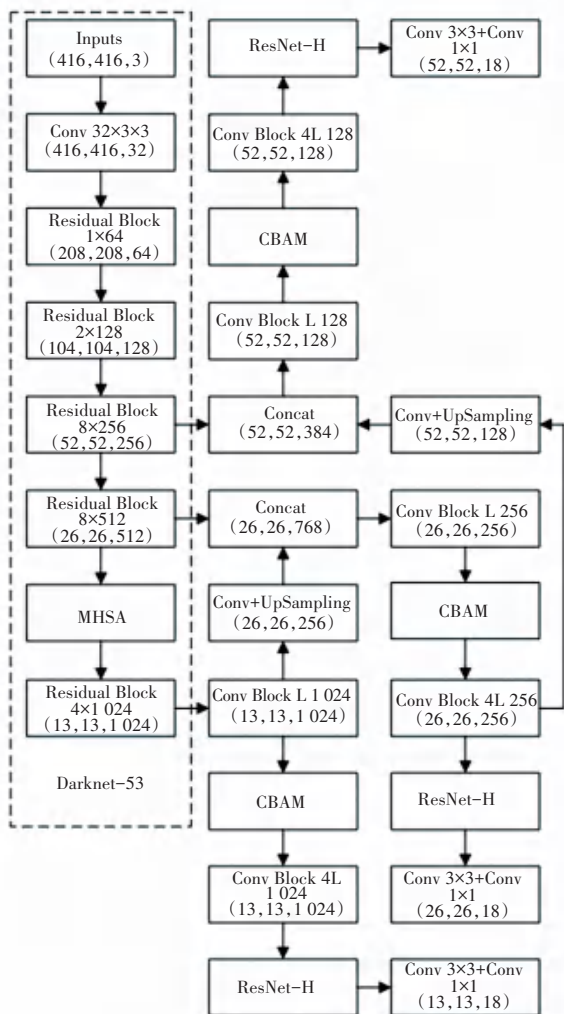 Inputs
(416,416,3)
Conv 32×3×3
(416,416,32)
Residual Block
1×64
(208,208,64)
Residual Block
2×128
(104,104,128)
Residual Block
8×256
(52,52,256)
Residual Block
8×512
(26,26,512)
MHSA
Residual Block
4×1 024
(13,13,1 024)
Darknet-53
ResNet-H
Conv 3×3+Conv
1×1
(52,52,18)
Conv Block 4L 128
(52,52,128)
CBAM
Conv Block L 128
(52,52,128)
Concat
(52,52,384)
Conv+UpSampling
(52,52,128)
Concat
(26,26,768)
Conv Block L 256
(26,26,256)
Conv+UpSampling
(26,26,256)
CBAM
Conv Block L 1 024
(13,13,1 024)
Conv Block 4L 256
(26,26,256)
CBAM
ResNet-H
Conv Block 4L
1 024
(13,13,1 024)
Conv 3×3+Conv
1×1
(26,26,18)
ResNet-H
Conv 3×3+Conv
1×1
(13,13,18)